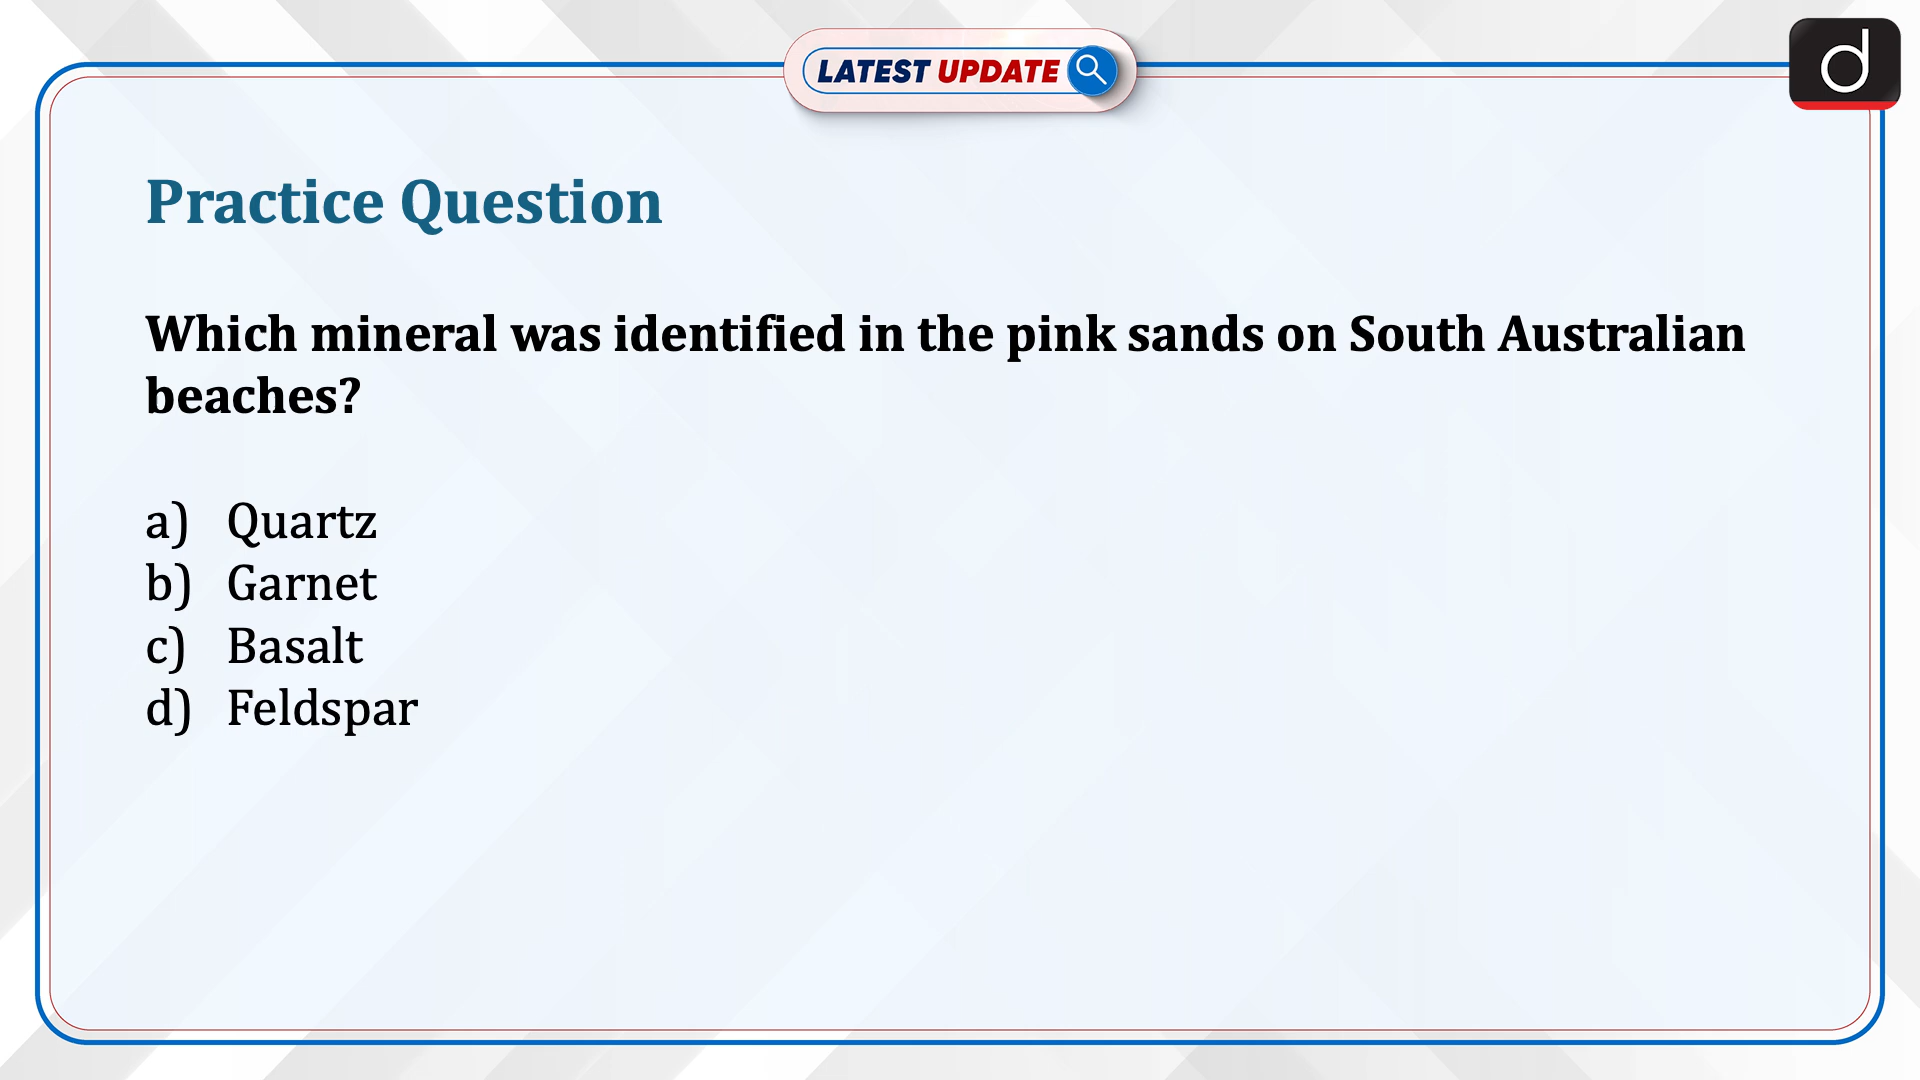 LATEST UPDATE
d
Practice Question
Which mineral was identified in the pink sands on South Australian
beaches?
a) Quartz
b) Garnet
c) Basalt
d) Feldspar